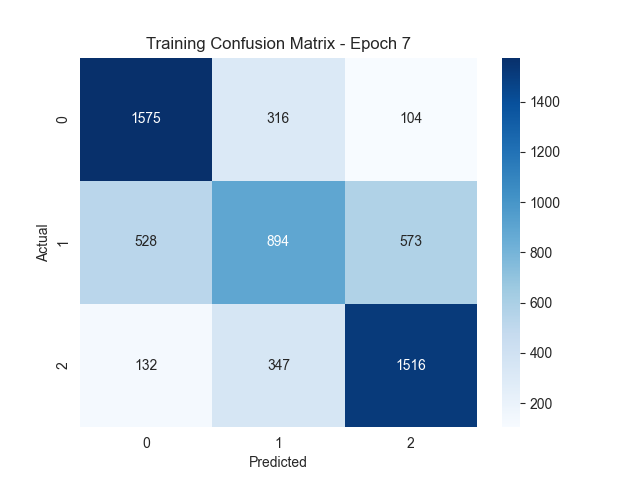 Training Confusion Matrix - Epoch 7
0 1575 316 104
1 528 894 573
2 132 347 1516
0 1 2
Predicted
Actual
1400
1200
1000
800
600
400
200